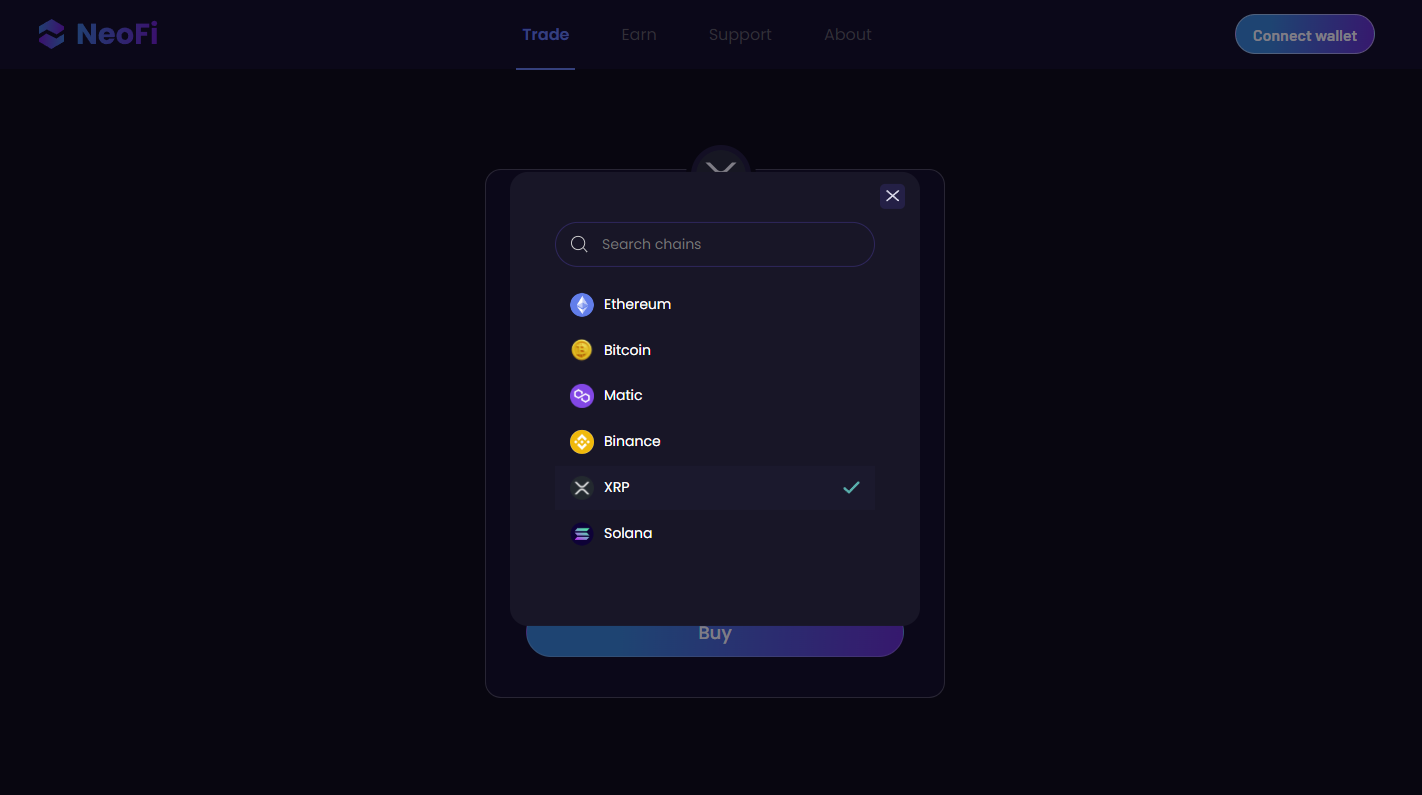 NeoFi
Trade
Earn
Support
About
Connect wallet
Search chains
Ethereum
Bitcoin
Matic
Binance
XRP
Solana
Buy